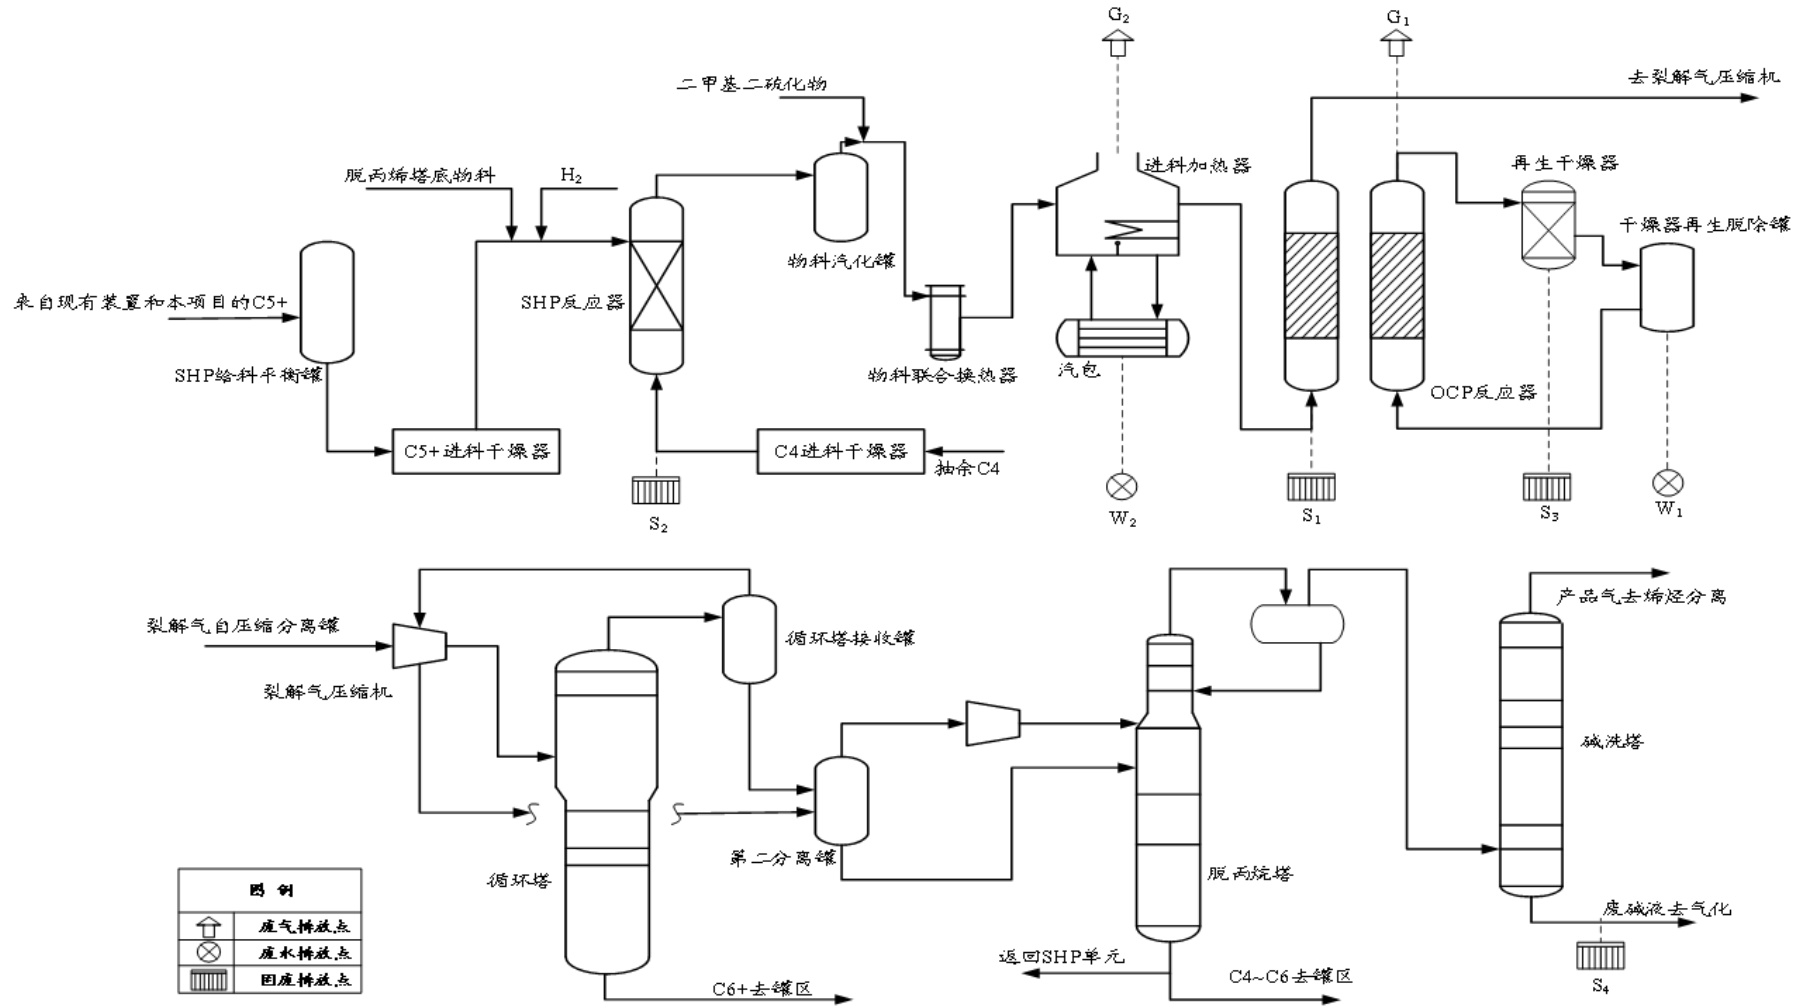 G₂
G₁
二甲基二硫化物
去裂解气压缩机
脱丙烯塔底物料
H₂
进料加热器
再生干燥器
干燥器再生脱除罐
物料汽化罐
来自现有装置和本项目的C5+
SHP反应器
SHP给料平衡罐
物料联合换热器
汽包
OCP反应器
C5+进料干燥器
C4进料干燥器
抽余C4
S₂
W₂
S₁
S₃
W₁
产品气去烯烃分离
裂解气自压缩分离罐
循环塔接收罐
裂解气压缩机
碱洗塔
第二分离罐
循环塔
脱丙烷塔
图 例
废气排放点
废水排放点
固废排放点
废碱液去气化
返回SHP单元
C4~C6去罐区
C6+去罐区
S₄